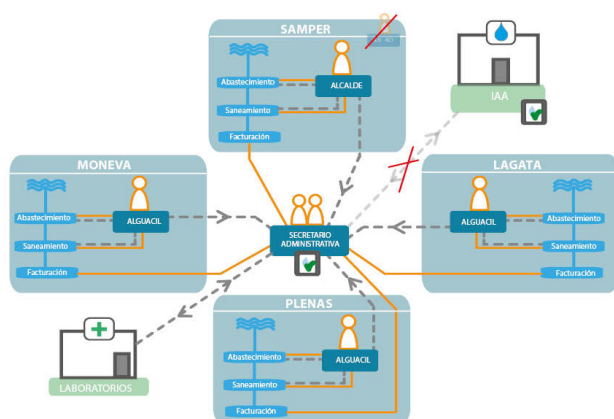 SAMPER
Abastecimiento
Saneamiento
Facturación
ALCALDE
IAA
MONEVA
Abastecimiento
Saneamiento
Facturación
ALGUACIL
SECRETARIO
ADMINISTRATIVA
LAGATA
ALGUACIL
Abastecimiento
Saneamiento
Facturación
PLENAS
Abastecimiento
Saneamiento
Facturación
ALGUACIL
LABORATORIOS